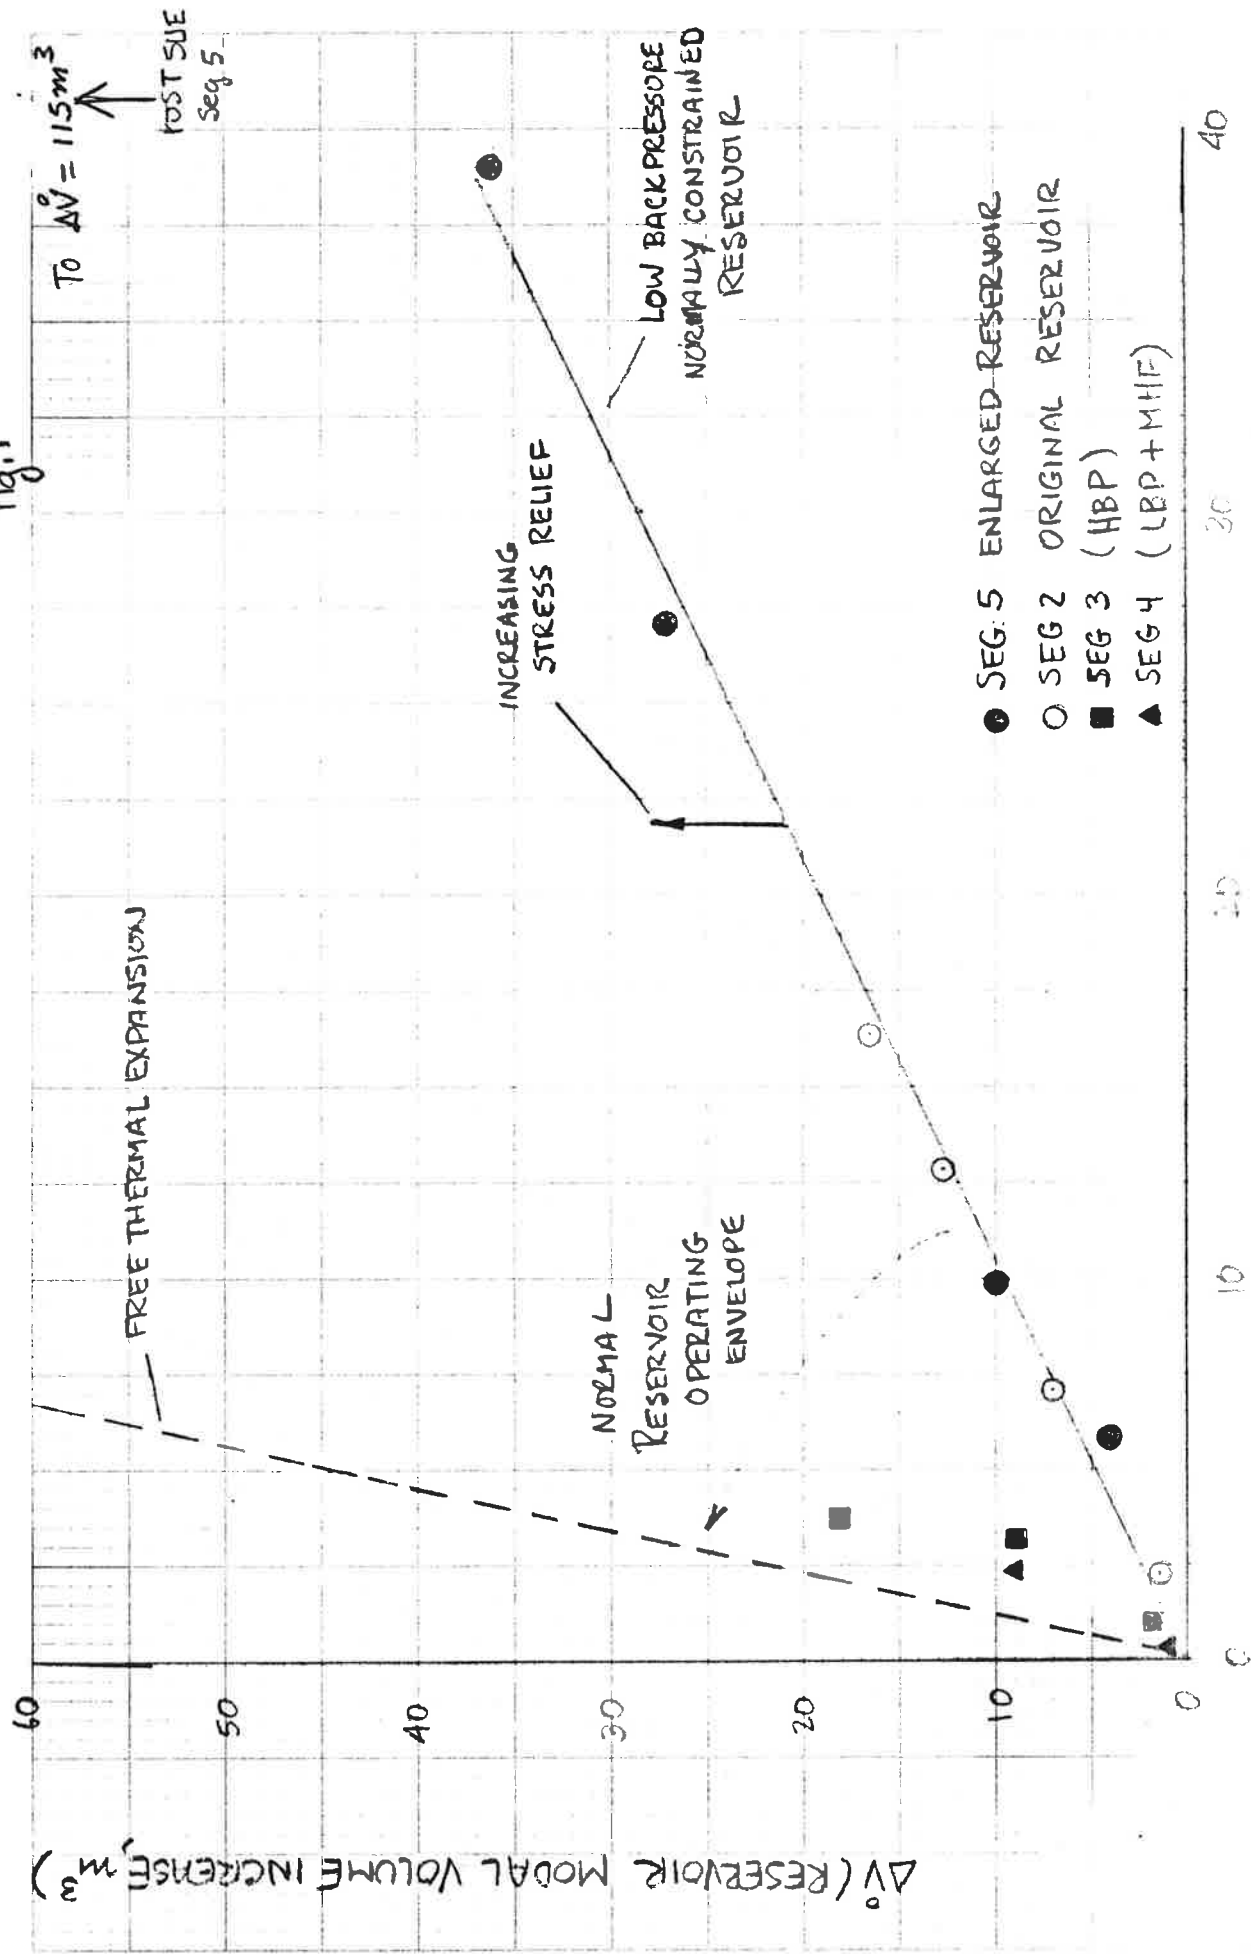 Fig. 1
TO ΔV° = 115m³
POST SUE
Seg 5
60
50
40
30
20
10
0
ΔV° (RESERVOIR MODAL VOLUME INCREASE, m³)
FREE THERMAL EXPANSION
NORMAL
RESERVOIR
OPERATING
ENVELOPE
INCREASING
STRESS RELIEF
LOW BACKPRESSURE
NORMALLY CONSTRAINED
RESERVOIR
● SEG. 5 ENLARGED RESERVOIR
○ SEG 2 ORIGINAL RESERVOIR
■ SEG 3 (HBP)
▲ SEG 4 (LBP + MHF)
0
10
20
30
40